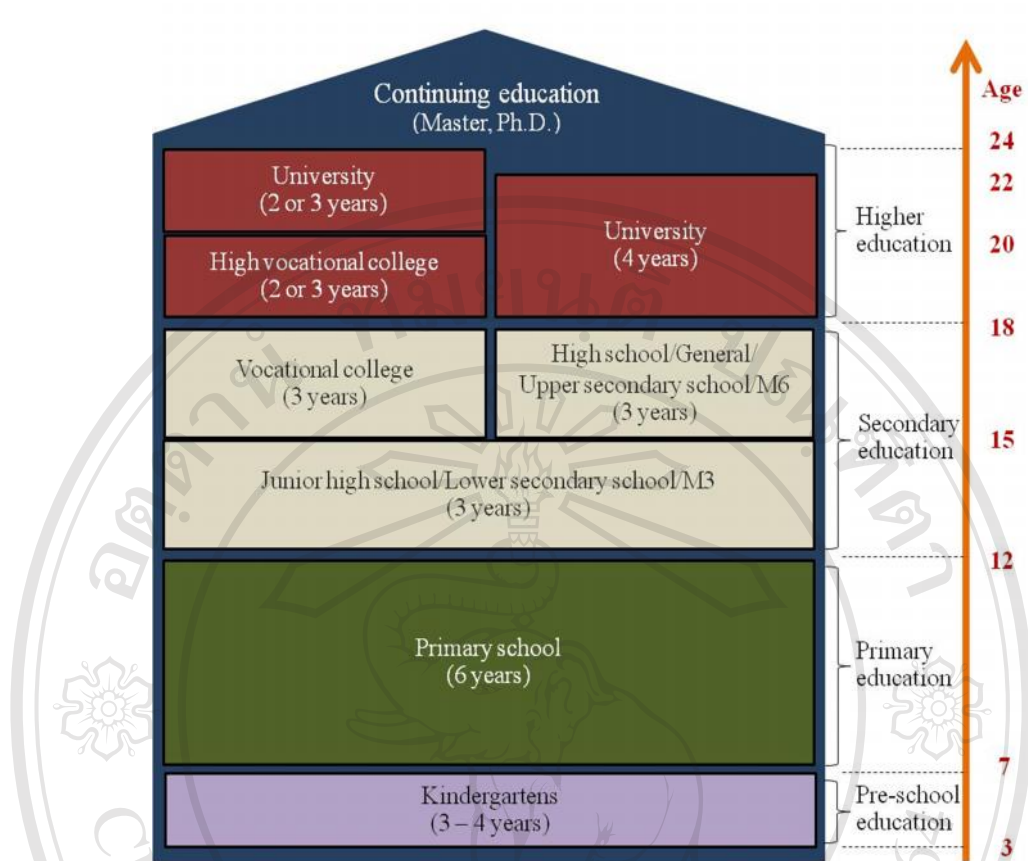 Continuing education
(Master, Ph.D.)
University
(2 or 3 years)
High vocational college
(2 or 3 years)
University
(4 years)
Vocational college
(3 years)
High school/General/
Upper secondary school/M6
(3 years)
Junior high school/Lower secondary school/M3
(3 years)
Primary school
(6 years)
Kindergartens
(3 – 4 years)
Higher
education
Secondary
education
Primary
education
Pre-school
education
Age
24
22
20
18
15
12
7
3